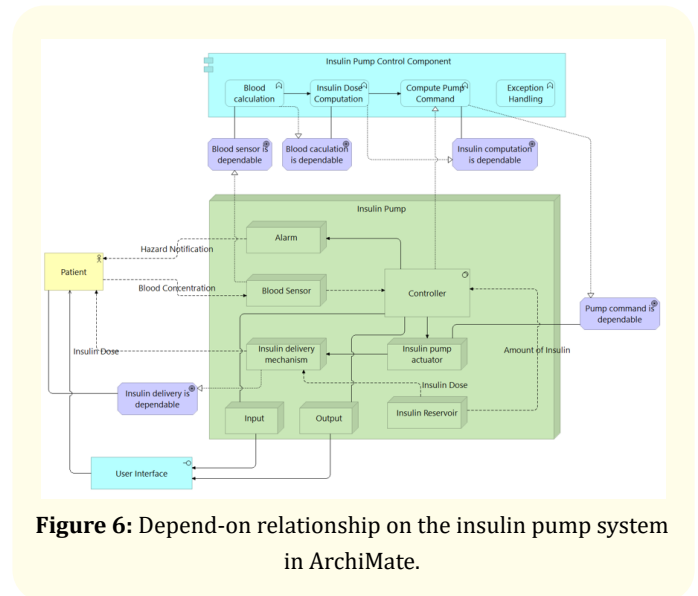 Insulin Pump Control Component
Blood
calculation
Insulin Dose
Computation
Compute Pump
Command
Exception
Handling
Blood sensor is
dependable
Blood caculation
is dependable
Insulin computation
is dependable
Insulin Pump
Alarm
Hazard Notification
Patient
Blood Sensor
Controller
Blood Concentration
Pump command is
dependable
Insulin Dose
Insulin delivery
mechanism
Insulin pump
actuator
Amount of Insulin
Insulin Dose
Insulin delivery is
dependable
Input
Output
Insulin Reservoir
User Interface
Figure 6: Depend-on relationship on the insulin pump system
in ArchiMate.